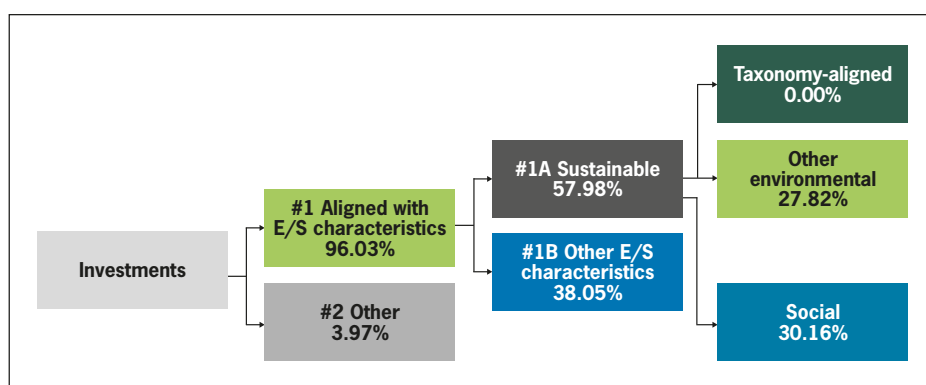 Investments
#1 Aligned with
E/S characteristics
96.03%
#2 Other
3.97%
#1A Sustainable
57.98%
#1B Other E/S
characteristics
38.05%
Taxonomy-aligned
0.00%
Other
environmental
27.82%
Social
30.16%